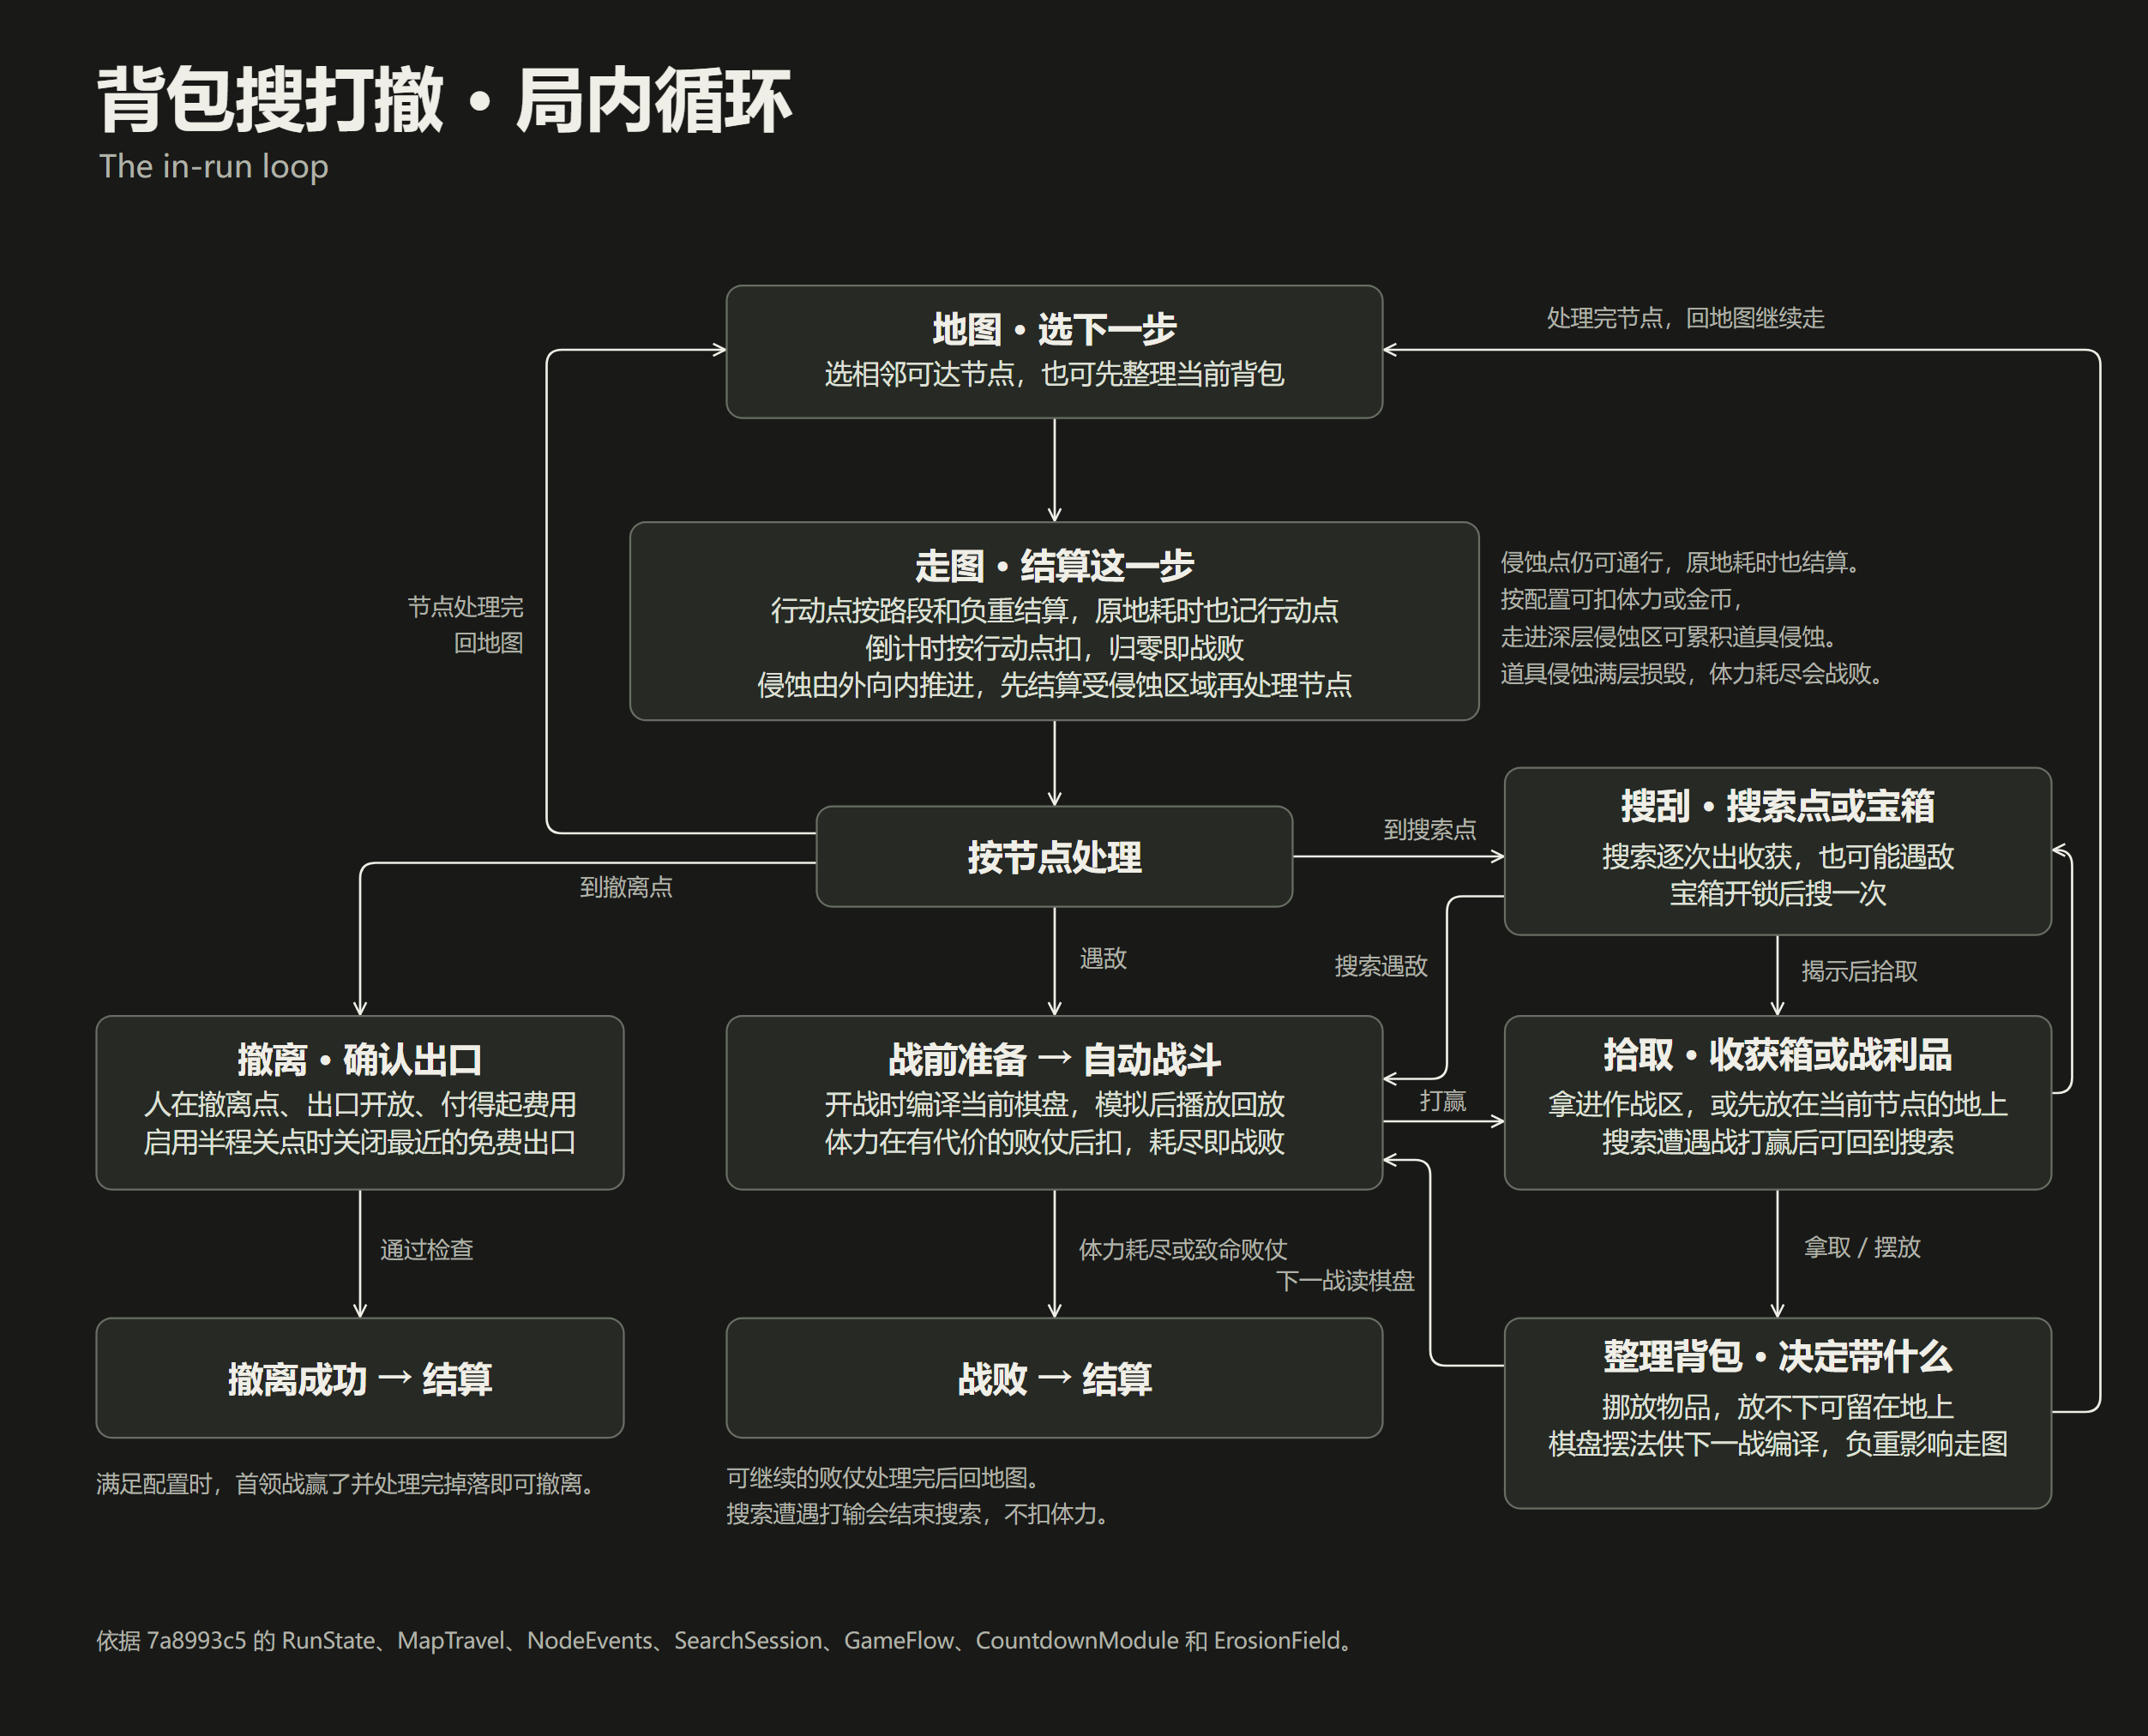 背包搜打撤 · 局内循环
The in-run loop
地图 · 选下一步
选相邻可达节点，也可先整理当前背包
处理完节点，回地图继续走
走图 · 结算这一步
行动点按路段和负重结算，原地耗时也记行动点
倒计时按行动点扣，归零即战败
侵蚀由外向内推进，先结算受侵蚀区域再处理节点
侵蚀点仍可通行，原地耗时也结算。
按配置可扣体力或金币，
走进深层侵蚀区可累积道具侵蚀。
道具侵蚀满层损毁，体力耗尽会战败。
节点处理完
回地图
按节点处理
到搜索点
搜刮 · 搜索点或宝箱
搜索逐次出收获，也可能遇敌
宝箱开锁后搜一次
到撤离点
遇敌
搜索遇敌
揭示后拾取
撤离 · 确认出口
人在撤离点、出口开放、付得起费用
启用半程关点时关闭最近的免费出口
战前准备 → 自动战斗
开战时编译当前棋盘，模拟后播放回放
体力在有代价的败仗后扣，耗尽即战败
打赢
拾取 · 收获箱或战利品
拿进作战区，或先放在当前节点的地上
搜索遭遇战打赢后可回到搜索
通过检查
体力耗尽或致命败仗
下一战读棋盘
拿取 / 摆放
撤离成功 → 结算
战败 → 结算
整理背包 · 决定带什么
挪放物品，放不下可留在地上
棋盘摆法供下一战编译，负重影响走图
满足配置时，首领战赢了并处理完掉落即可撤离。
可继续的败仗处理完后回地图。
搜索遭遇打输会结束搜索，不扣体力。
依据 7a8993c5 的 RunState、MapTravel、NodeEvents、SearchSession、GameFlow、CountdownModule 和 ErosionField。